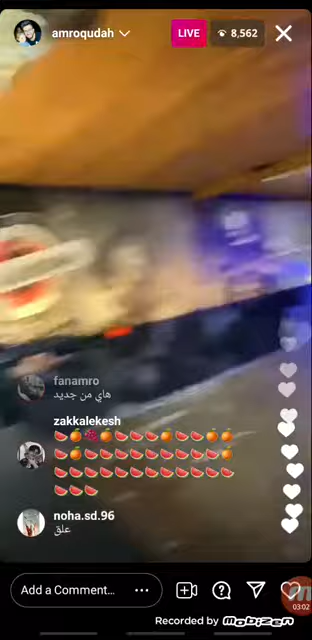 amroqudah
LIVE
8,562
fanamro
هاي من جديد
zakkalekesh
🍉🍊🍇🍊🍉🍉🍉🍊🍉🍉🍊🍊
🍉🍊🍉🍉🍉🍉🍉🍉🍉🍉🍉🍊
🍉🍉🍉🍉🍉🍉🍉🍉🍉🍉🍉🍉
🍉🍉🍉
noha.sd.96
علق
Add a Comment...
03:02
Recorded by mobizen